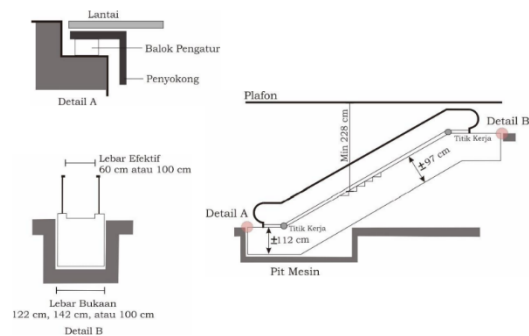 Lantai
Balok Pengatur
Penyokong
Detail A
Plafon
Detail B
Min 228 cm
Titik Kerja
±97 cm
Detail A
Titik Kerja
±112 cm
Pit Mesin
Lebar Efektif
60 cm atau 100 cm
Lebar Bukaan
122 cm, 142 cm, atau 100 cm
Detail B